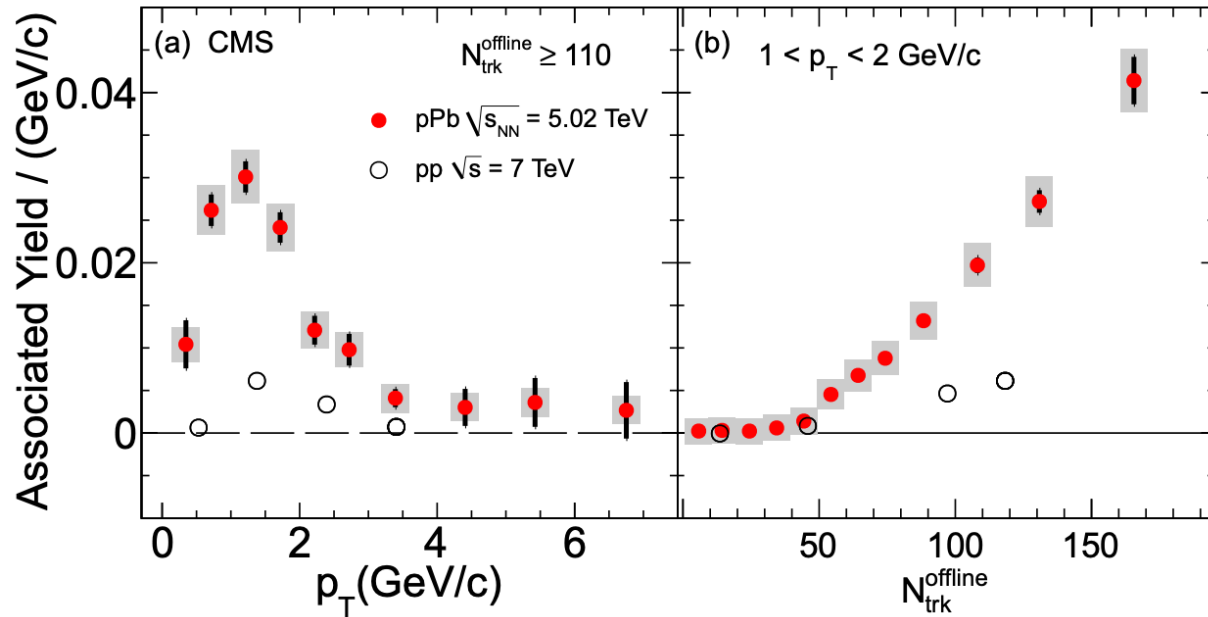 (a) CMS
N_trk^offline ≥ 110
pPb √s_NN = 5.02 TeV
pp √s = 7 TeV
(b) 1 < p_T < 2 GeV/c
Associated Yield / (GeV/c)
0.04
0.02
0
0 2 4 6
p_T(GeV/c)
50 100 150
N_trk^offline